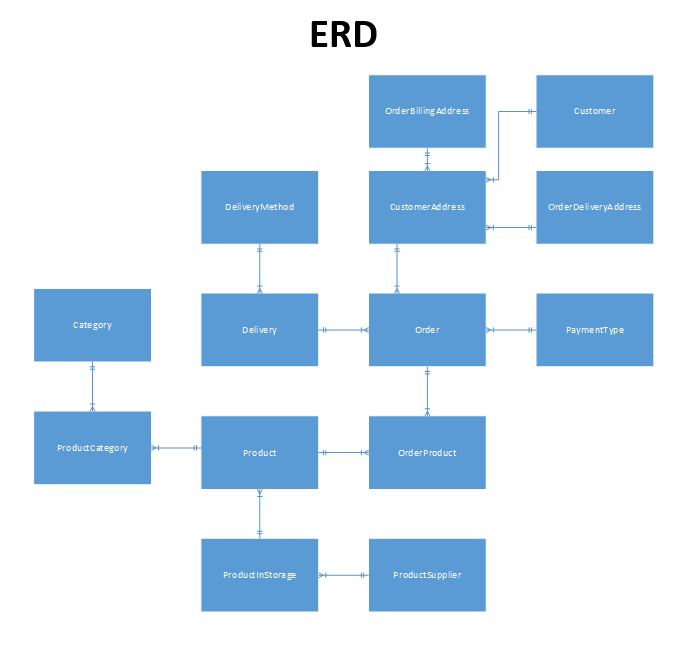 ERD
OrderBillingAddress
Customer
DeliveryMethod
CustomerAddress
OrderDeliveryAddress
Category
Delivery
Order
PaymentType
ProductCategory
Product
OrderProduct
ProductInStorage
ProductSupplier